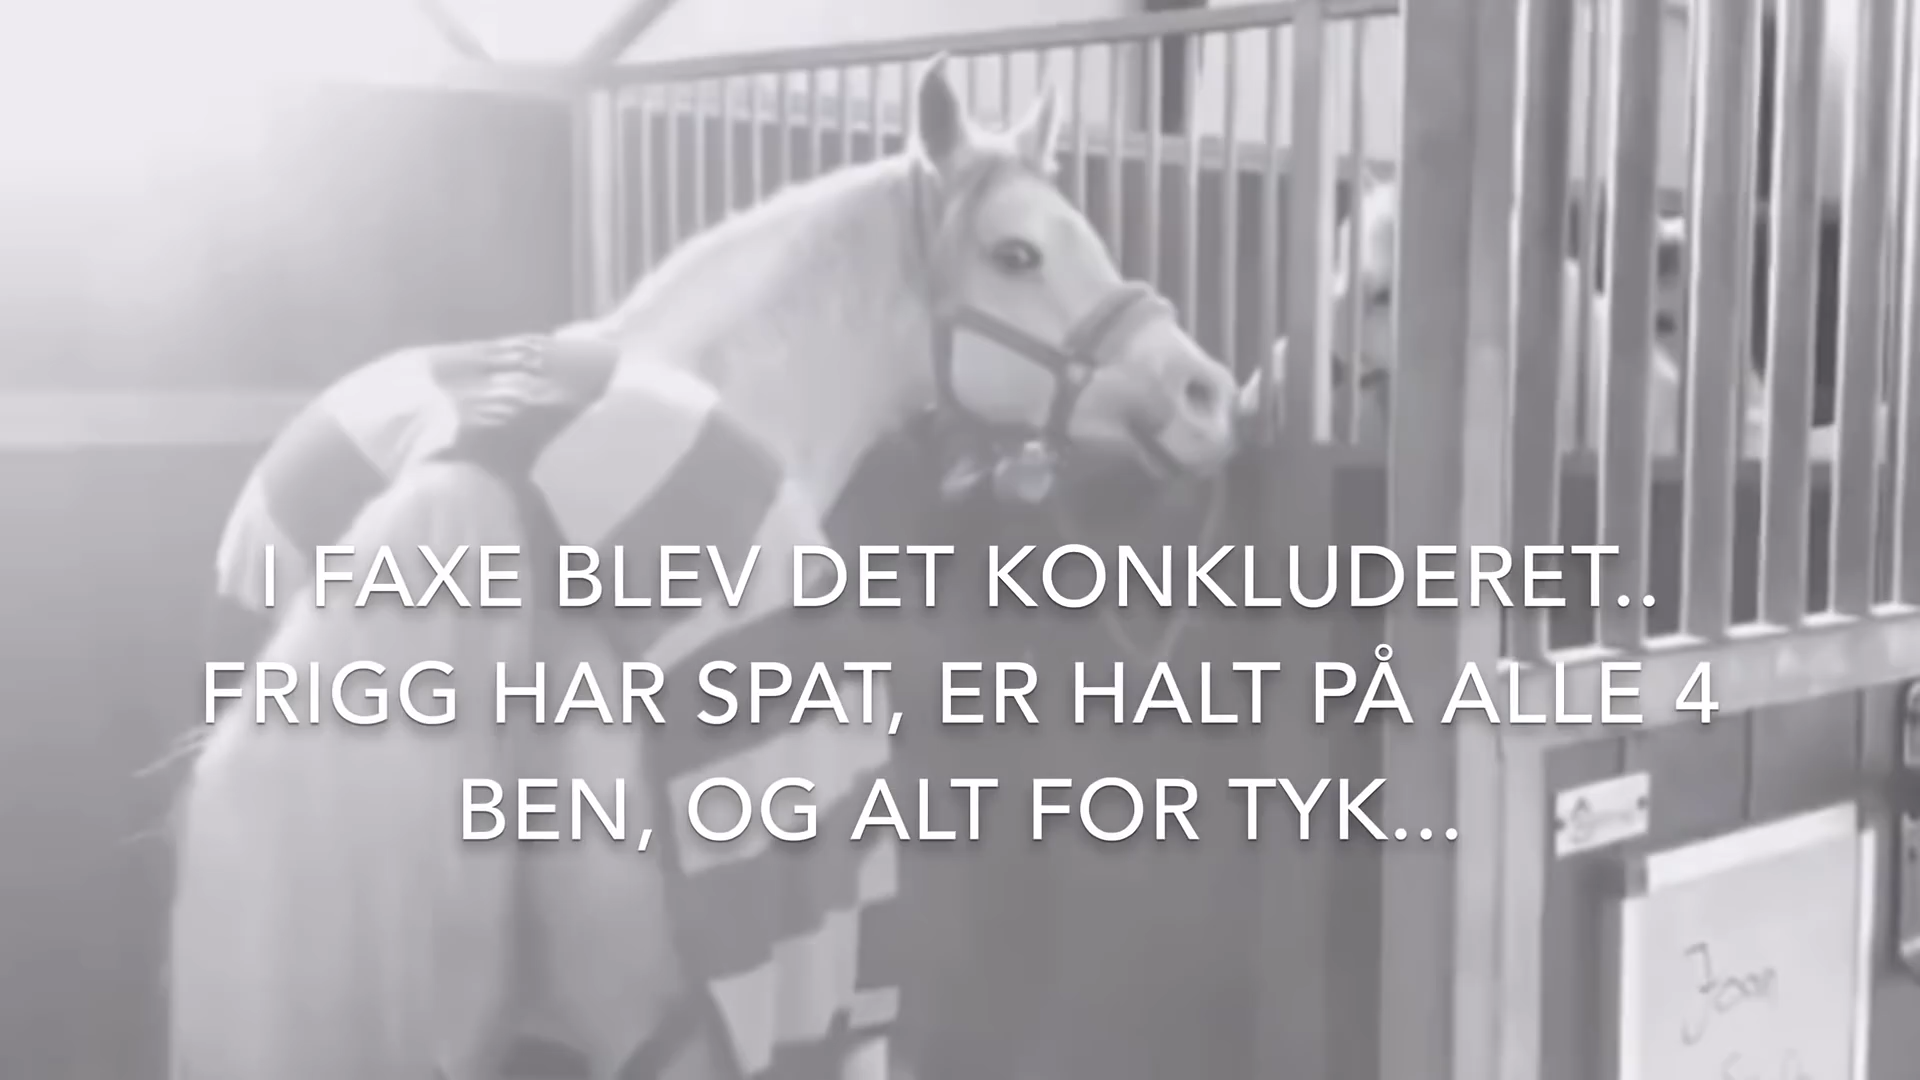 I FAXE BLEV DET KONKLUDERET..
FRIGG HAR SPAT, ER HALT PÅ ALLE 4
BEN, OG ALT FOR TYK...